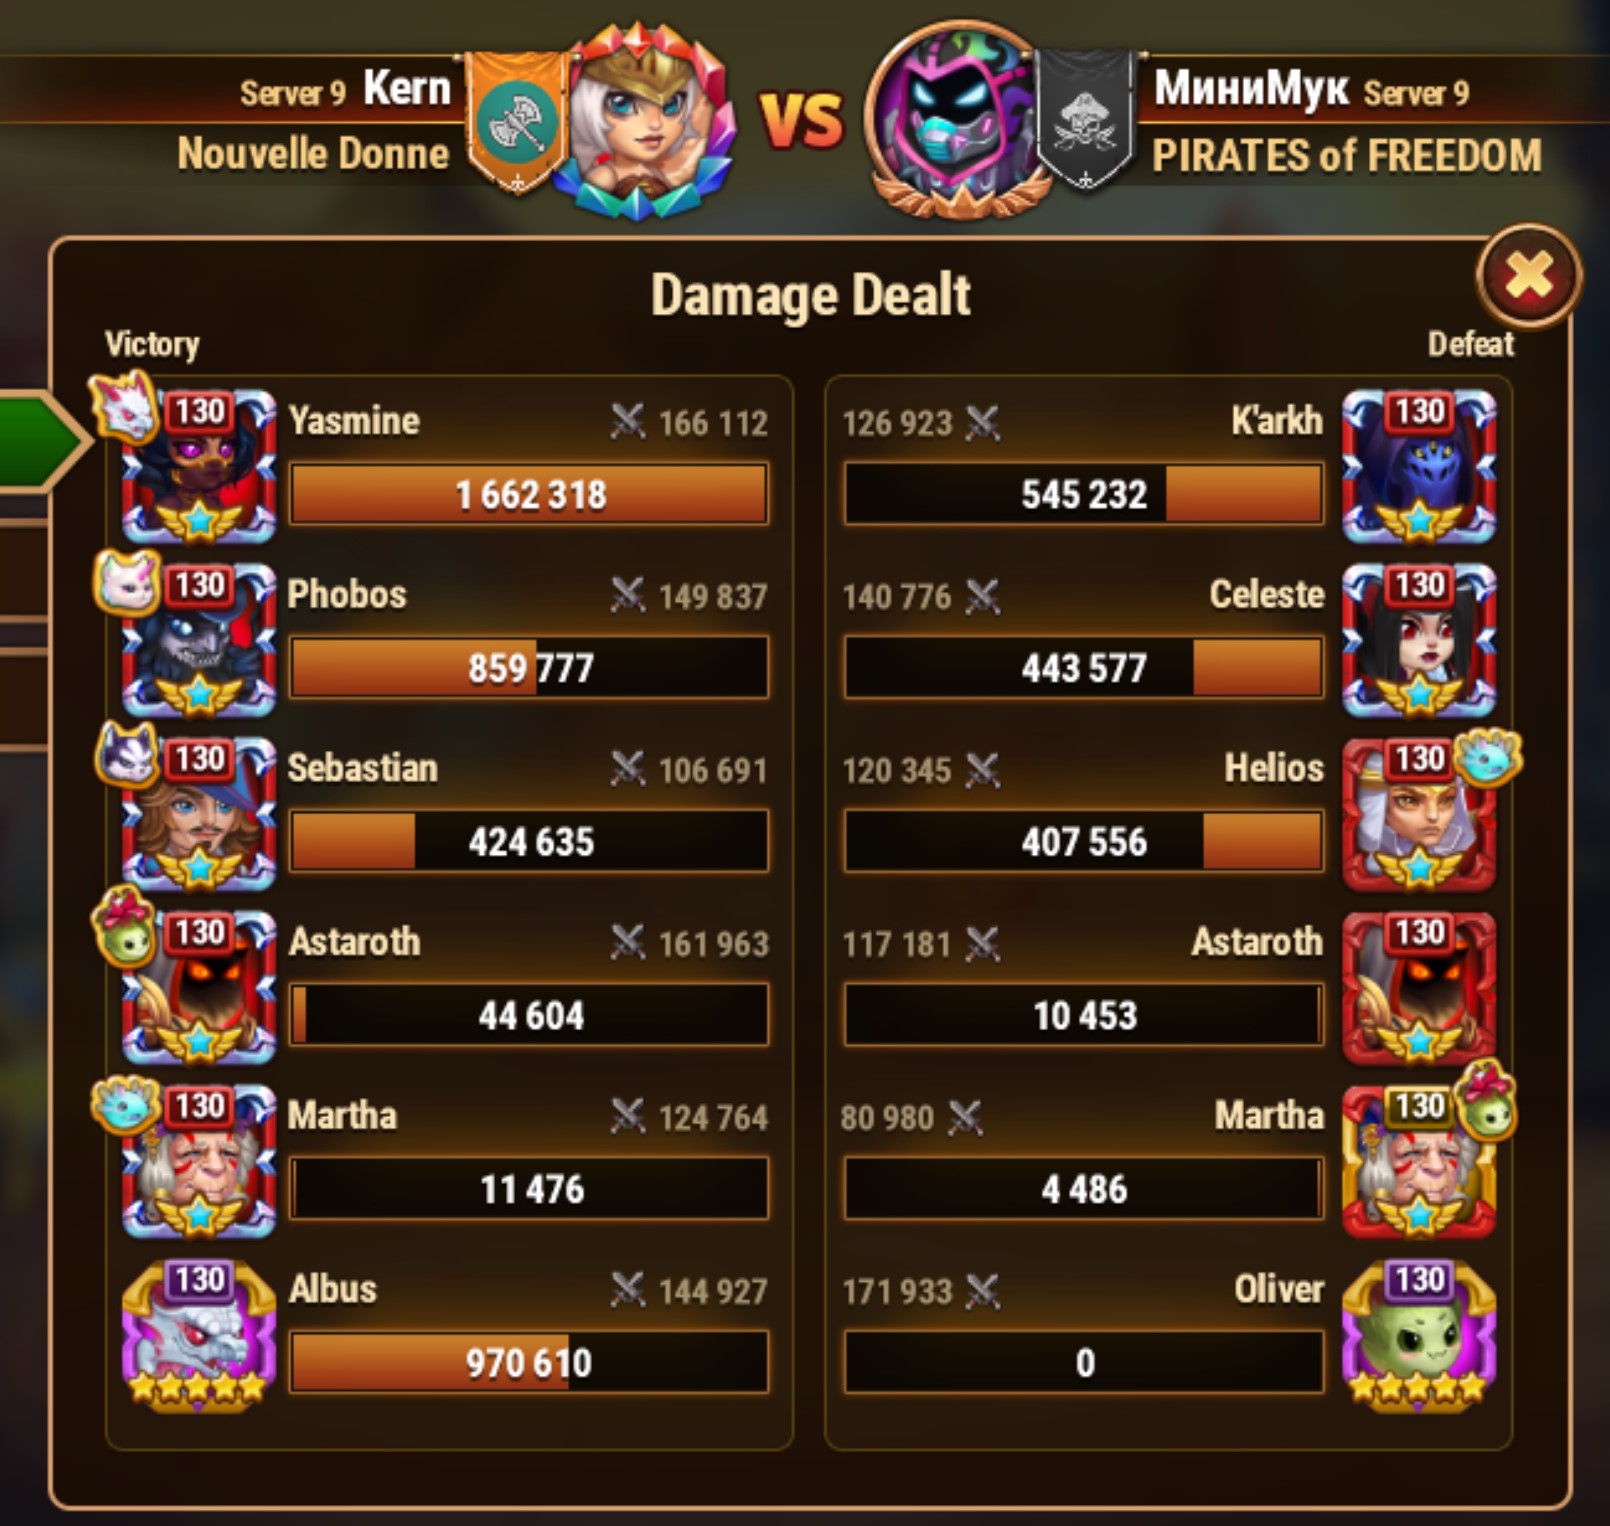 Server 9 Kern
Nouvelle Donne
VS
МиниМук Server 9
PIRATES of FREEDOM
Damage Dealt
Victory
Defeat
130 Yasmine 166 112
1 662 318
130 Phobos 149 837
859 777
130 Sebastian 106 691
424 635
130 Astaroth 161 963
44 604
130 Martha 124 764
11 476
130 Albus 144 927
970 610
126 923 K'arkh 130
545 232
140 776 Celeste 130
443 577
120 345 Helios 130
407 556
117 181 Astaroth 130
10 453
80 980 Martha 130
4 486
171 933 Oliver 130
0